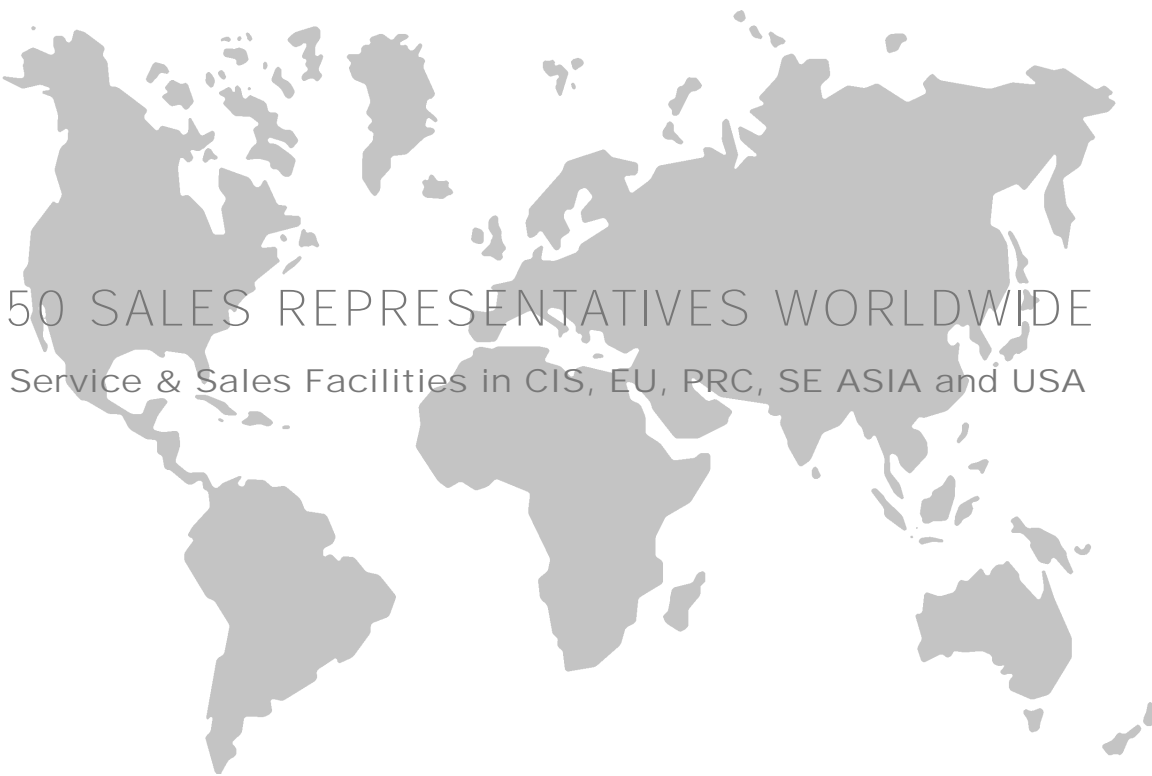 50 SALES REPRESENTATIVES WORLDWIDE
Service & Sales Facilities in CIS, EU, PRC, SE ASIA and USA